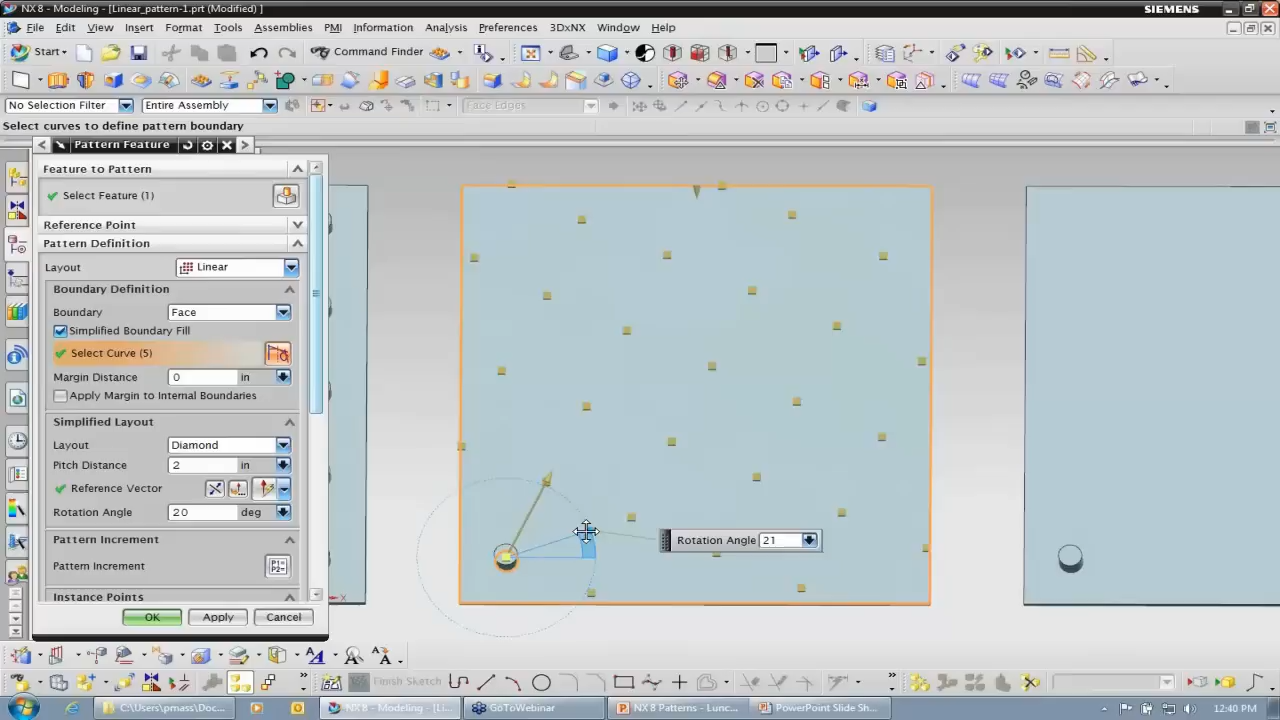 NX 8 - Modeling - [Linear_pattern-1.prt (Modified) ]
SIEMENS
File Edit View Insert Format Tools Assemblies PMI Information Analysis Preferences 3DxNX Window Help
Start
Command Finder
No Selection Filter
Entire Assembly
Face Edges
Select curves to define pattern boundary
Pattern Feature
Feature to Pattern
Select Feature (1)
Reference Point
Pattern Definition
Layout
Linear
Boundary Definition
Boundary
Face
Simplified Boundary Fill
Select Curve (5)
Margin Distance
0
in
Apply Margin to Internal Boundaries
Simplified Layout
Layout
Diamond
Pitch Distance
2
in
Reference Vector
Rotation Angle
20
deg
Pattern Increment
Pattern Increment
P1=
P2=
Instance Points
OK
Apply
Cancel
Rotation Angle 21
X
Finish Sketch
C:\Users\pmass\Doc...
NX 8 - Modeling - [Li...
GoToWebinar
NX 8 Patterns - Lunc...
PowerPoint Slide Sh...
12:40 PM